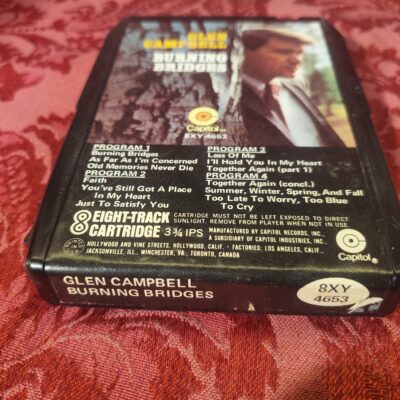 GLEN
CAMPBELL
BURNING
BRIDGES
Capitol
8XY-4653
PROGRAM 1
Burning Bridges
As Far As I'm Concerned
Old Memories Never Die
PROGRAM 2
Faith
You've Still Got A Place
In My Heart
Just To Satisfy You
PROGRAM 3
Less Of Me
I'll Hold You In My Heart
Together Again (part 1)
PROGRAM 4
Together Again (concl.)
Summer, Winter, Spring, And Fall
Too Late To Worry, Too Blue
To Cry
8 EIGHT-TRACK
CARTRIDGE 3¾ IPS
CARTRIDGE MUST NOT BE LEFT EXPOSED TO DIRECT
SUNLIGHT. REMOVE FROM PLAYER WHEN NOT IN USE.
MANUFACTURED BY CAPITOL RECORDS, INC.,
A SUBSIDIARY OF CAPITOL INDUSTRIES, INC.
HOLLYWOOD AND VINE STREETS, HOLLYWOOD, CALIF. • FACTORIES: LOS ANGELES, CALIF.,
JACKSONVILLE, ILL., WINCHESTER, VA. TORONTO, CANADA
Capitol
GLEN CAMPBELL
BURNING BRIDGES
8XY
4653